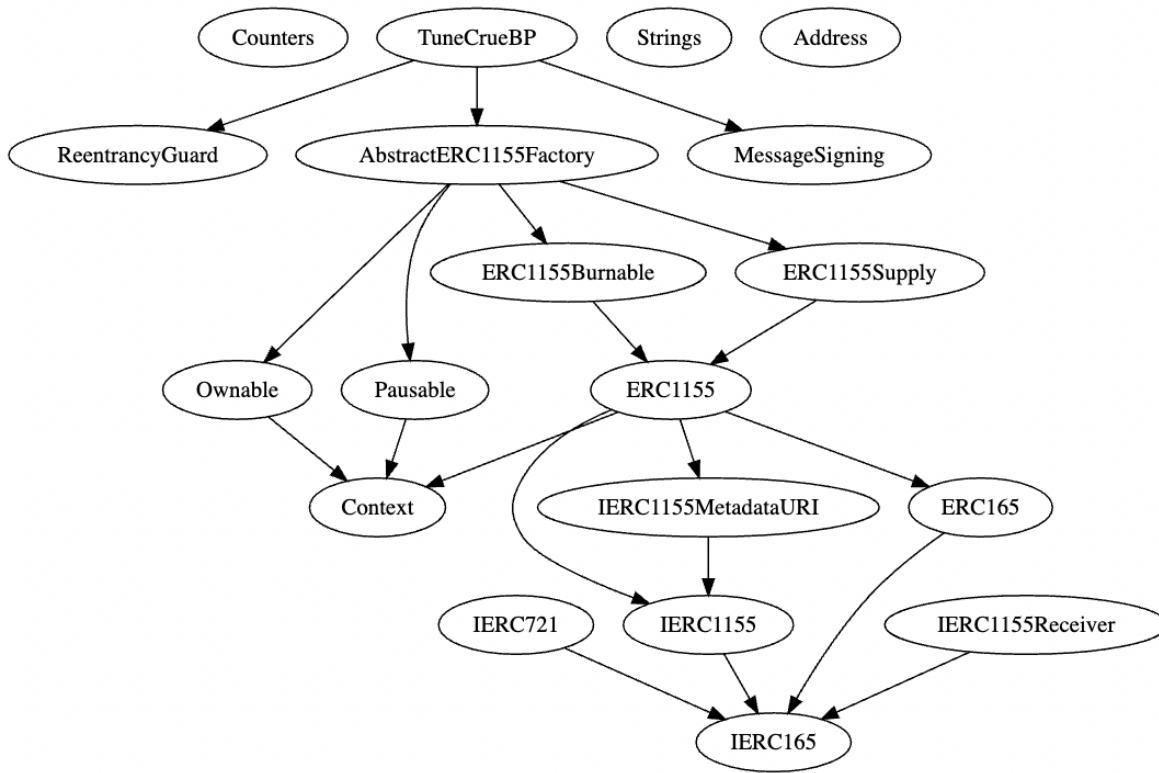 Counters
TuneCrueBP
Strings
Address
ReentrancyGuard
AbstractERC1155Factory
MessageSigning
ERC1155Burnable
ERC1155Supply
Ownable
Pausable
ERC1155
Context
IERC1155MetadataURI
ERC165
IERC721
IERC1155
IERC1155Receiver
IERC165